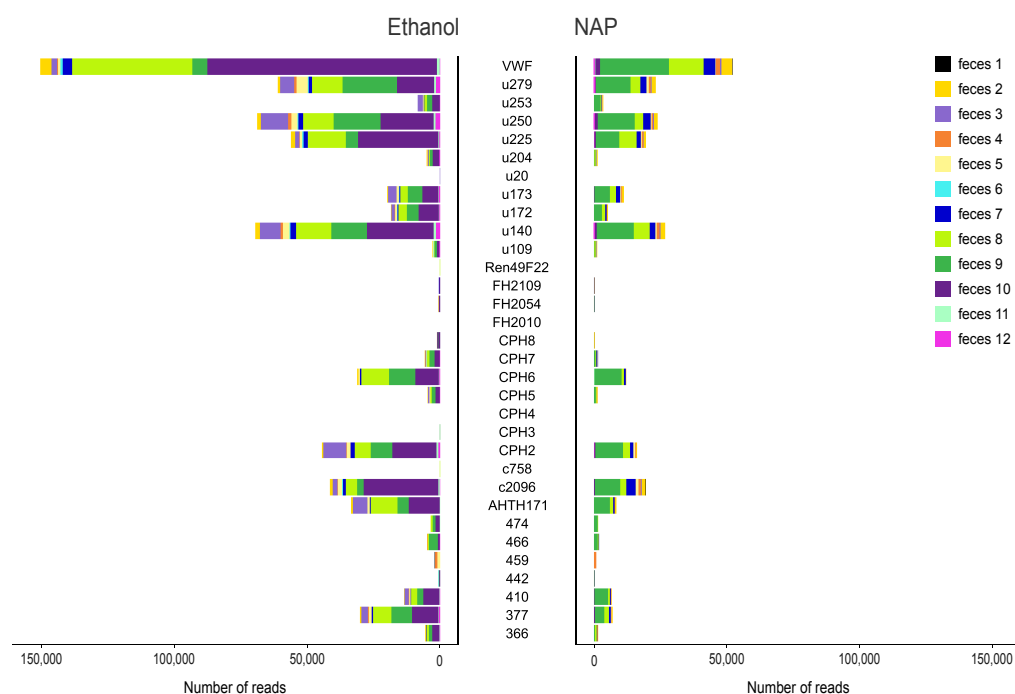 Ethanol
NAP
VWF
u279
u253
u250
u225
u204
u20
u173
u172
u140
u109
Ren49F22
FH2109
FH2054
FH2010
CPH8
CPH7
CPH6
CPH5
CPH4
CPH3
CPH2
c758
c2096
AHTH171
474
466
459
442
410
377
366
feces 1
feces 2
feces 3
feces 4
feces 5
feces 6
feces 7
feces 8
feces 9
feces 10
feces 11
feces 12
150,000 100,000 50,000 0
0 50,000 100,000 150,000
Number of reads
Number of reads